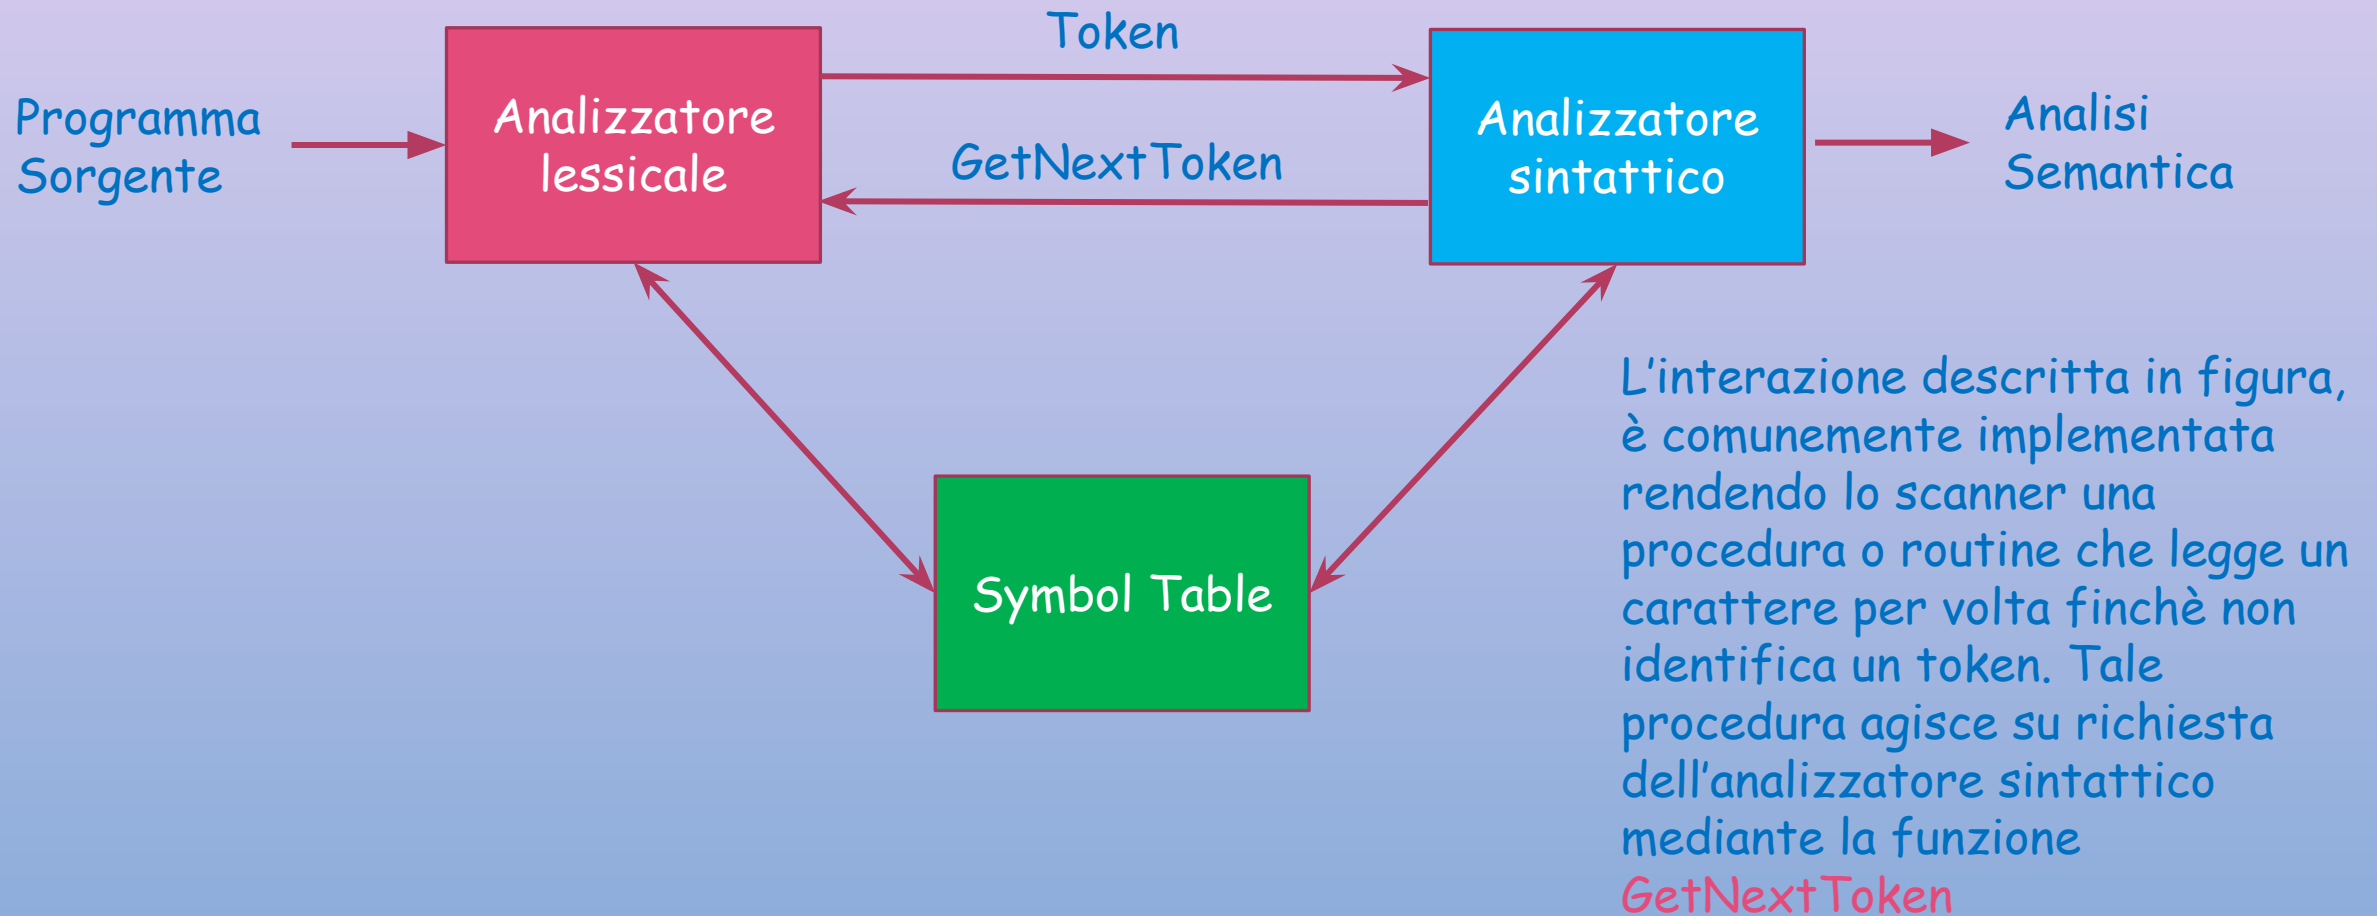 Programma
Sorgente
Analizzatore
lessicale
Token
GetNextToken
Analizzatore
sintattico
Analisi
Semantica
Symbol Table
L'interazione descritta in figura,
è comunemente implementata
rendendo lo scanner una
procedura o routine che legge un
carattere per volta finchè non
identifica un token. Tale
procedura agisce su richiesta
dell'analizzatore sintattico
mediante la funzione
GetNextToken